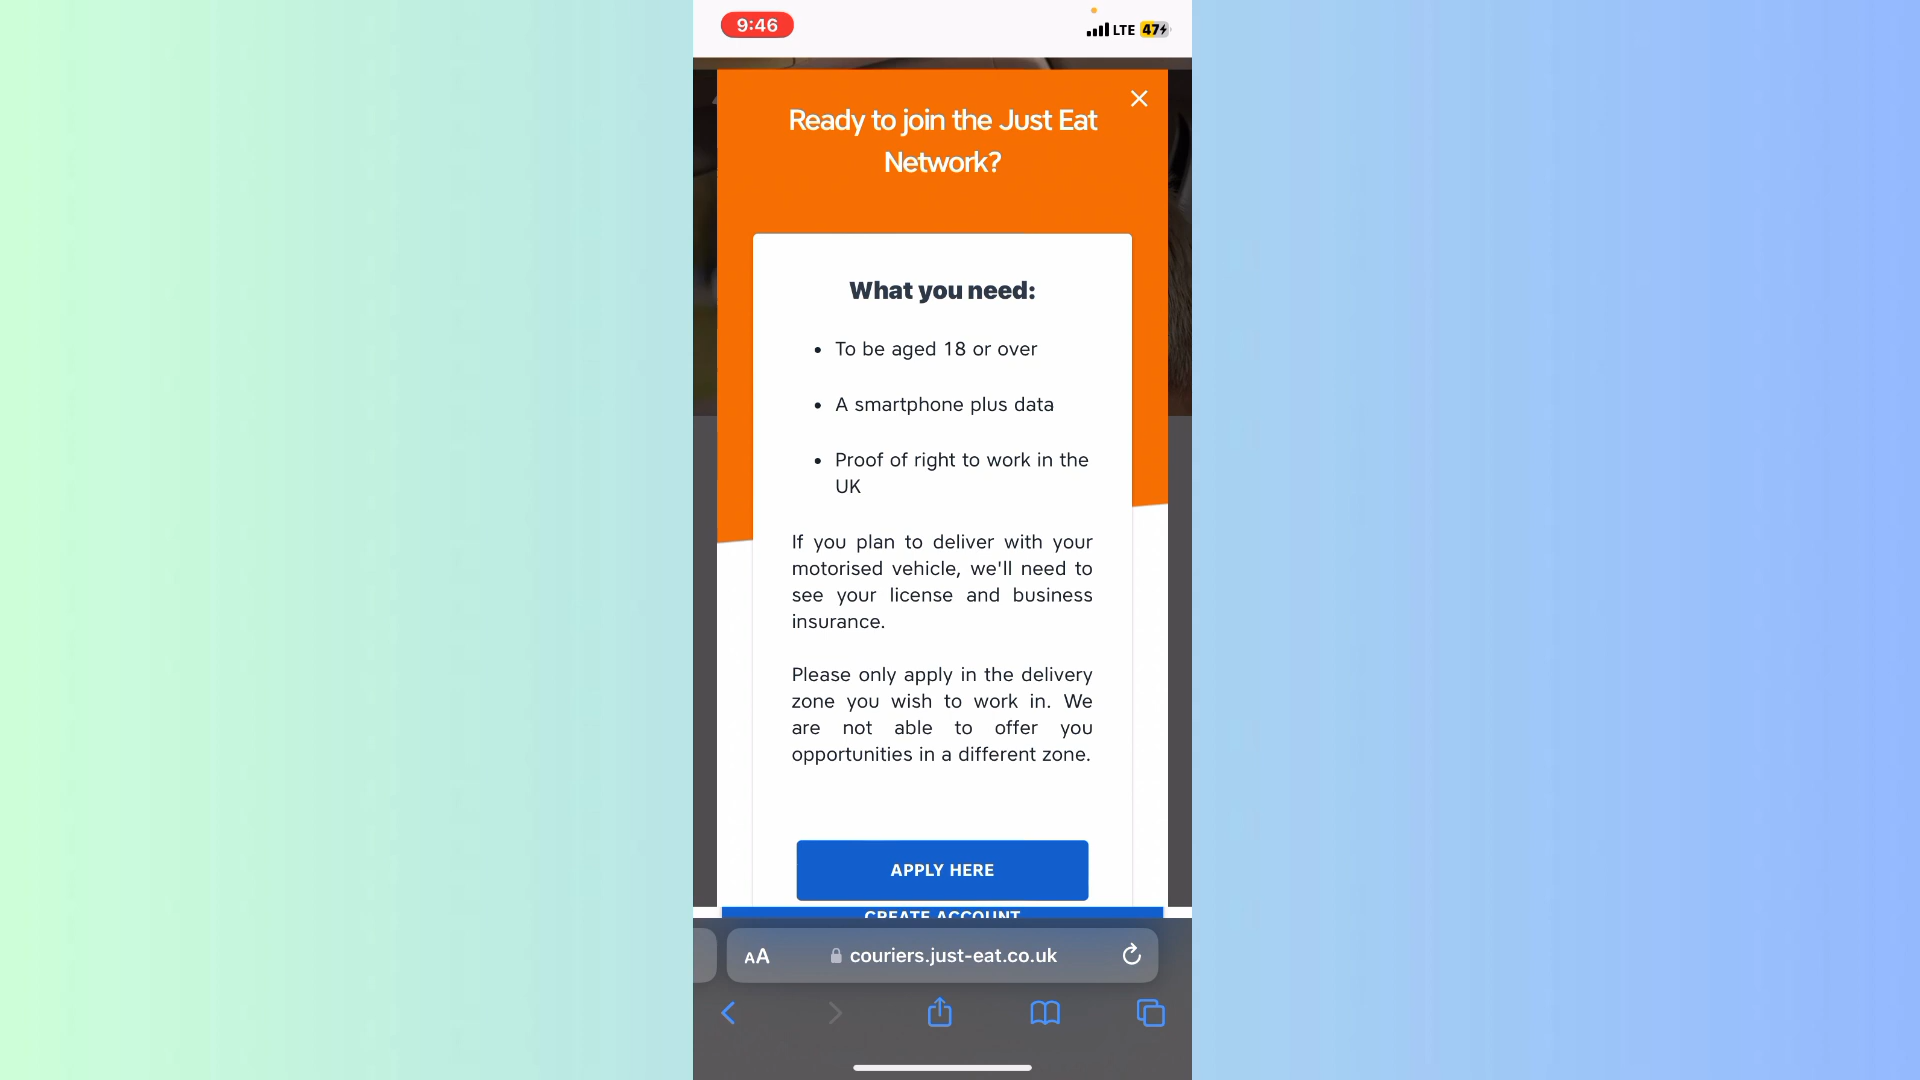 9:46
LTE 47
Ready to join the Just Eat
Network?
What you need:
• To be aged 18 or over
• A smartphone plus data
• Proof of right to work in the
UK
If you plan to deliver with your
motorised vehicle, we'll need to
see your license and business
insurance.
Please only apply in the delivery
zone you wish to work in. We
are not able to offer you
opportunities in a different zone.
APPLY HERE
CREATE ACCOUNT
AA couriers.just-eat.co.uk